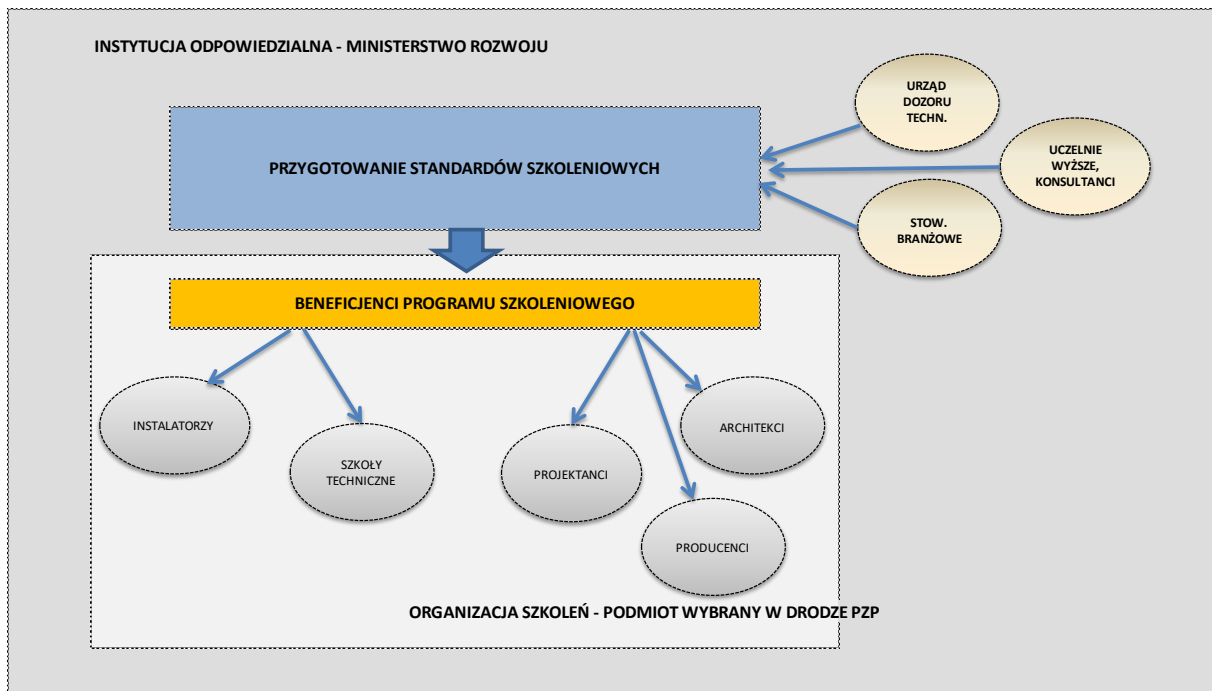 INSTYTUCJA ODPOWIEDZIALNA - MINISTERSTWO ROZWOJU
URZĄD
DOZORU
TECHN.
PRZYGOTOWANIE STANDARDÓW SZKOLENIOWYCH
UCZELNIE
WYŻSZE,
KONSULTANCI
STOW.
BRANŻOWE
BENEFICJENCI PROGRAMU SZKOLENIOWEGO
INSTALATORZY
SZKOŁY
TECHNICZNE
PROJEKTANCI
ARCHITEKCI
PRODUCENCI
ORGANIZACJA SZKOLEŃ - PODMIOT WYBRANY W DRODZE PZP